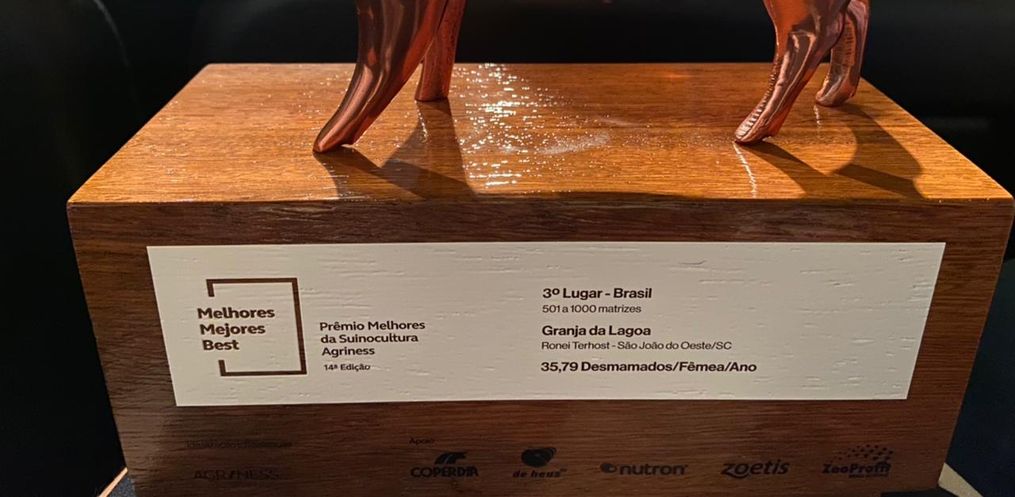 Melhores
Mejores
Best
Prêmio Melhores
da Suinocultura
Agriness
14ª Edição
3º Lugar - Brasil
501 a 1000 matrizes
Granja da Lagoa
Ronei Terhost - São João do Oeste/SC
35,79 Desmamados/Fêmea/Ano
AGRINESS
Apoio
COPERDIA
de heus
nutron
zoetis
ZooProfit